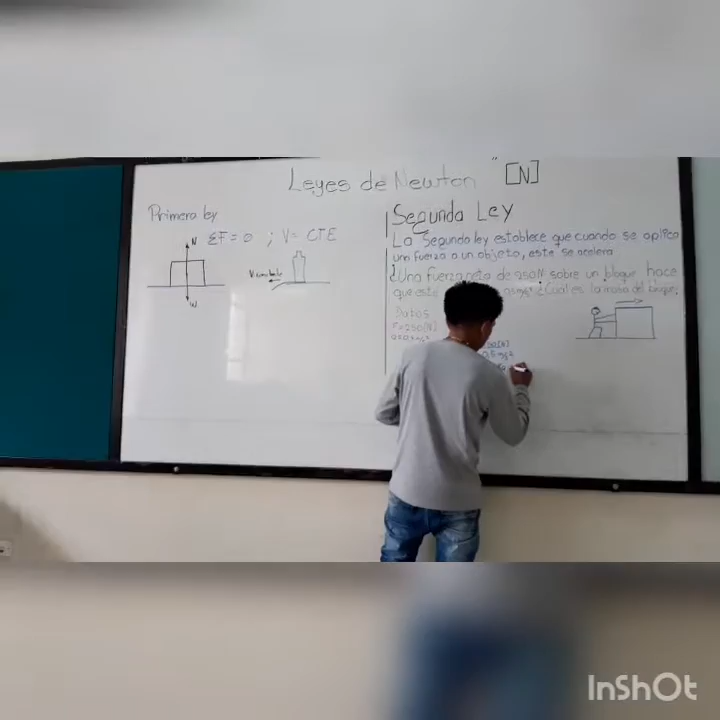 Leyes de Newton [N]
Primera ley
ΣF = 0 ; V = CTE
N
W
Segunda Ley
La Segunda ley establece que cuando se aplica
una fuerza a un objeto, este se acelera
¿Una fuerza neta de 250N sobre un bloque hace
que este ¿Cual es la masa del bloque?
Datos
F=250[N]
InShOt